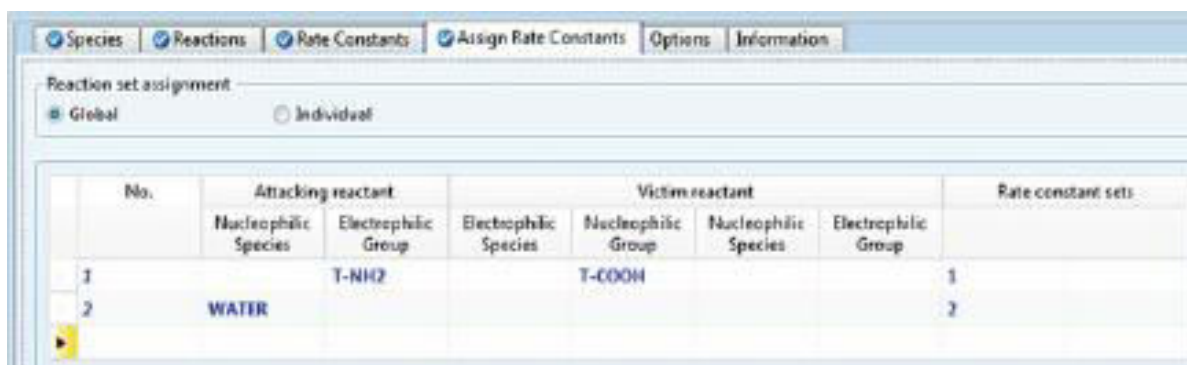 Species Reactions Rate Constants Assign Rate Constants Options Information
Reaction set assignment
Global Individual
No. Attacking reactant Victim reactant Rate constant sets
Nucleophilic Species Electrophilic Group Electrophilic Species Nucleophilic Group Nucleophilic Species Electrophilic Group
1 T-NH2 T-COOH 1
2 WATER 2